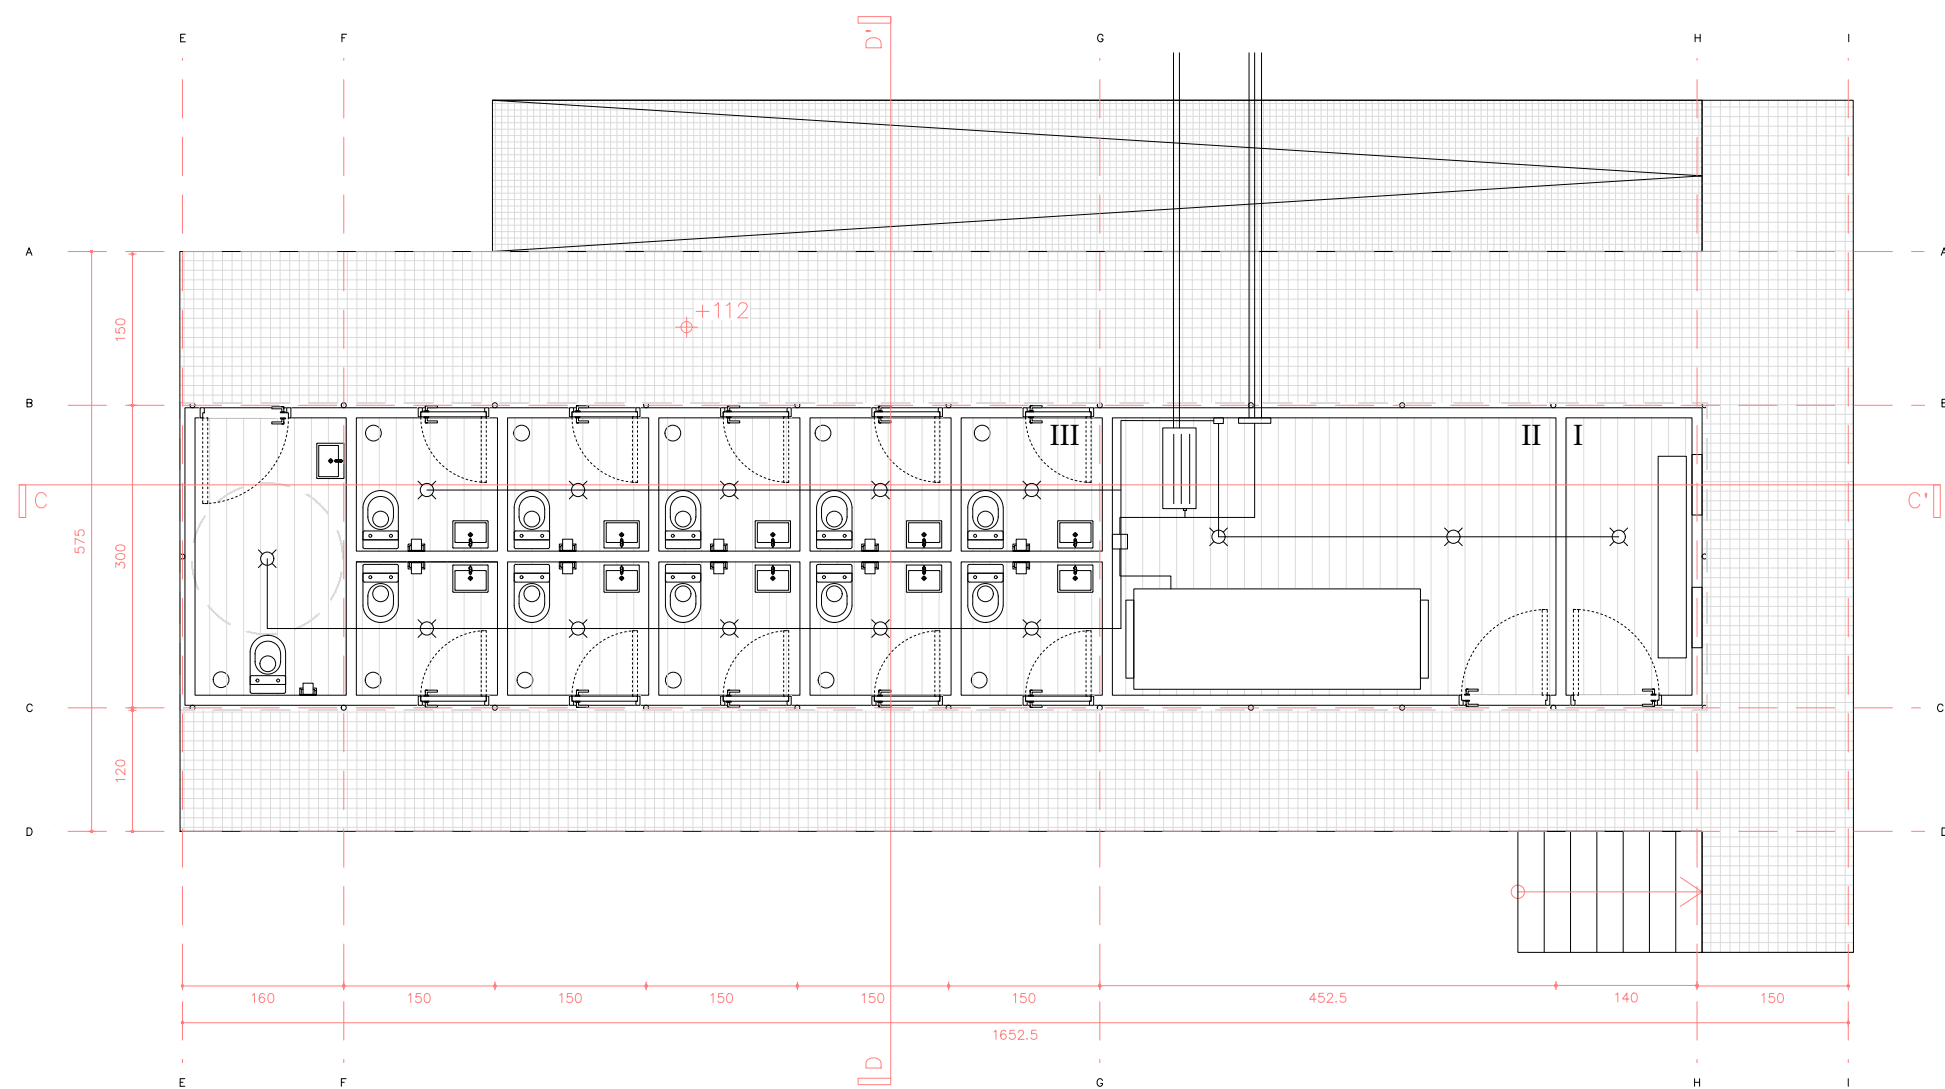 E F D' G H I
A A
+112
150
B B
III II I
C C'
575
300
C C
120
D D
160 150 150 150 150 150 452.5 140 150
1652.5
E F D G H I